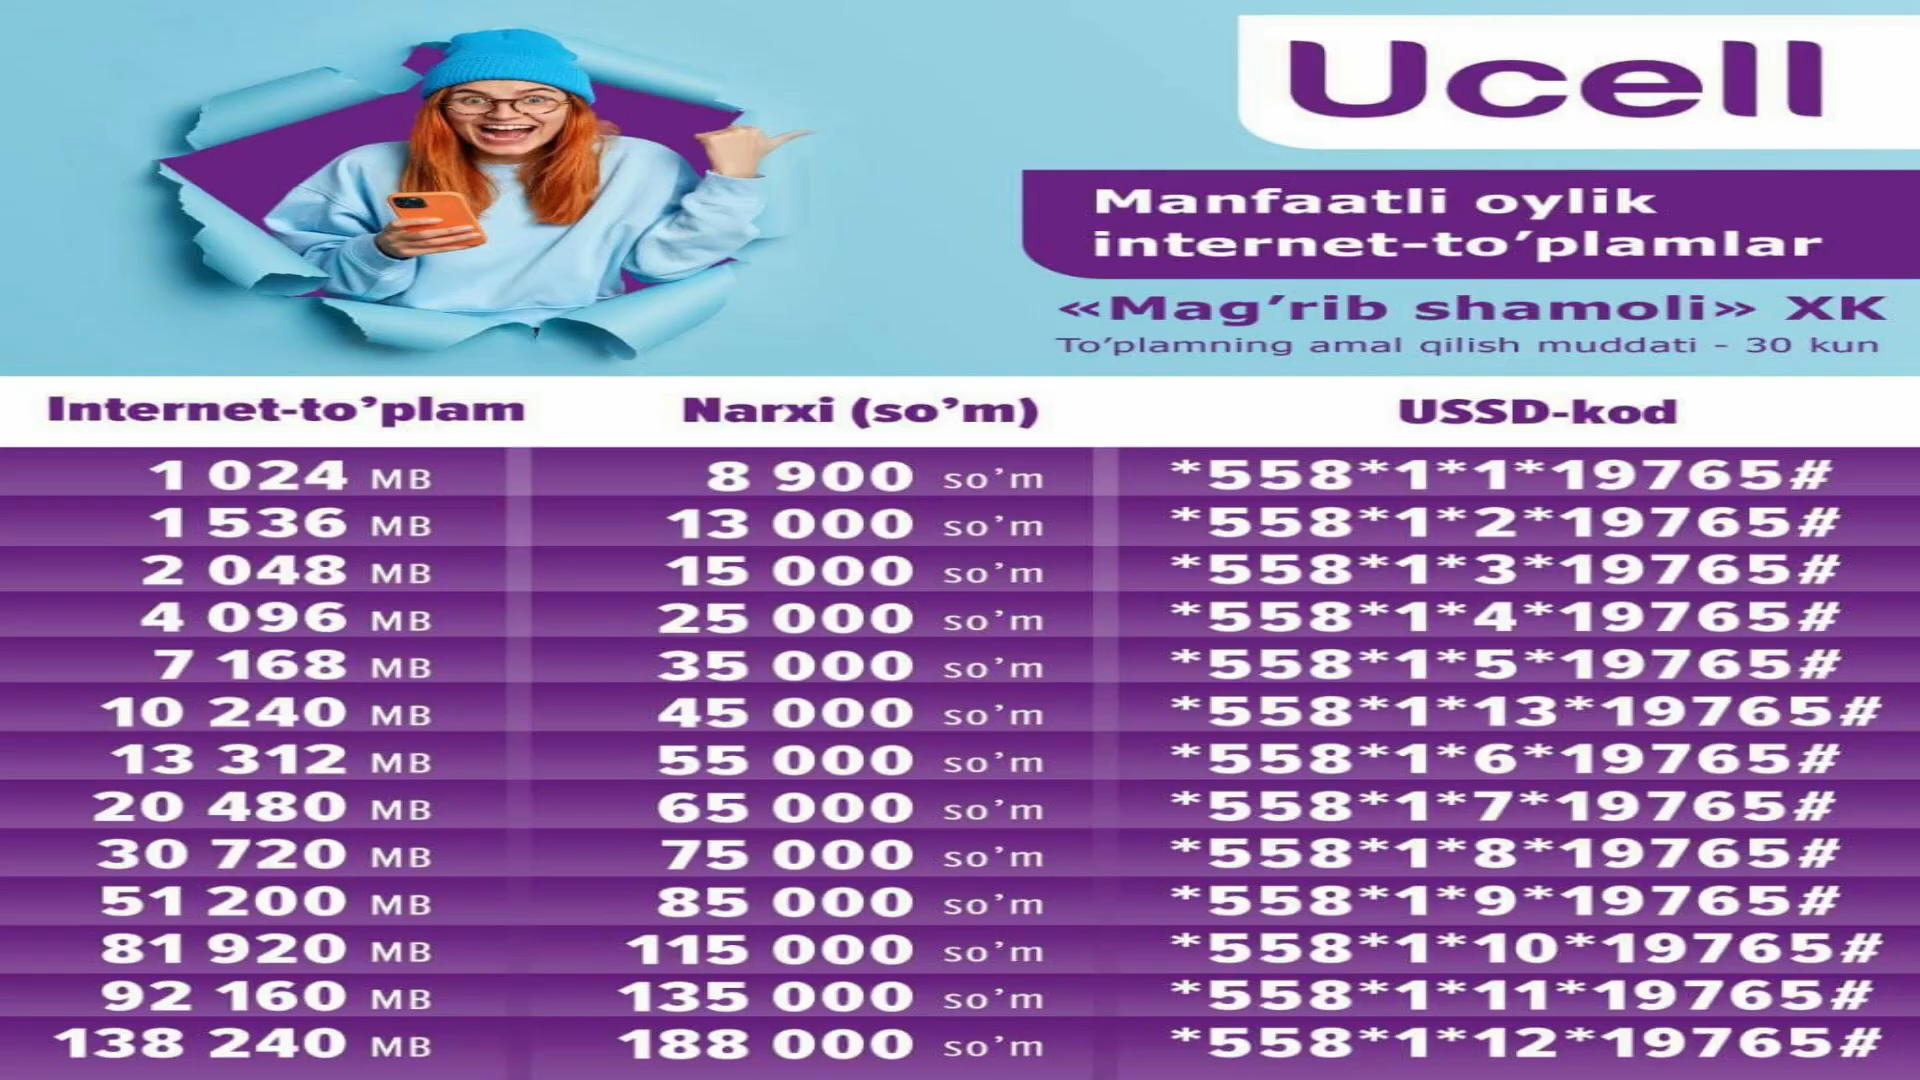 Ucell
Manfaatli oylik
internet-to’plamlar
«Mag’rib shamoli» XK
To’plamning amal qilish muddati - 30 kun
Internet-to’plam Narxi (so’m) USSD-kod
1 024 MB 8 900 so’m *558*1*1*19765#
1 536 MB 13 000 so’m *558*1*2*19765#
2 048 MB 15 000 so’m *558*1*3*19765#
4 096 MB 25 000 so’m *558*1*4*19765#
7 168 MB 35 000 so’m *558*1*5*19765#
10 240 MB 45 000 so’m *558*1*13*19765#
13 312 MB 55 000 so’m *558*1*6*19765#
20 480 MB 65 000 so’m *558*1*7*19765#
30 720 MB 75 000 so’m *558*1*8*19765#
51 200 MB 85 000 so’m *558*1*9*19765#
81 920 MB 115 000 so’m *558*1*10*19765#
92 160 MB 135 000 so’m *558*1*11*19765#
138 240 MB 188 000 so’m *558*1*12*19765#